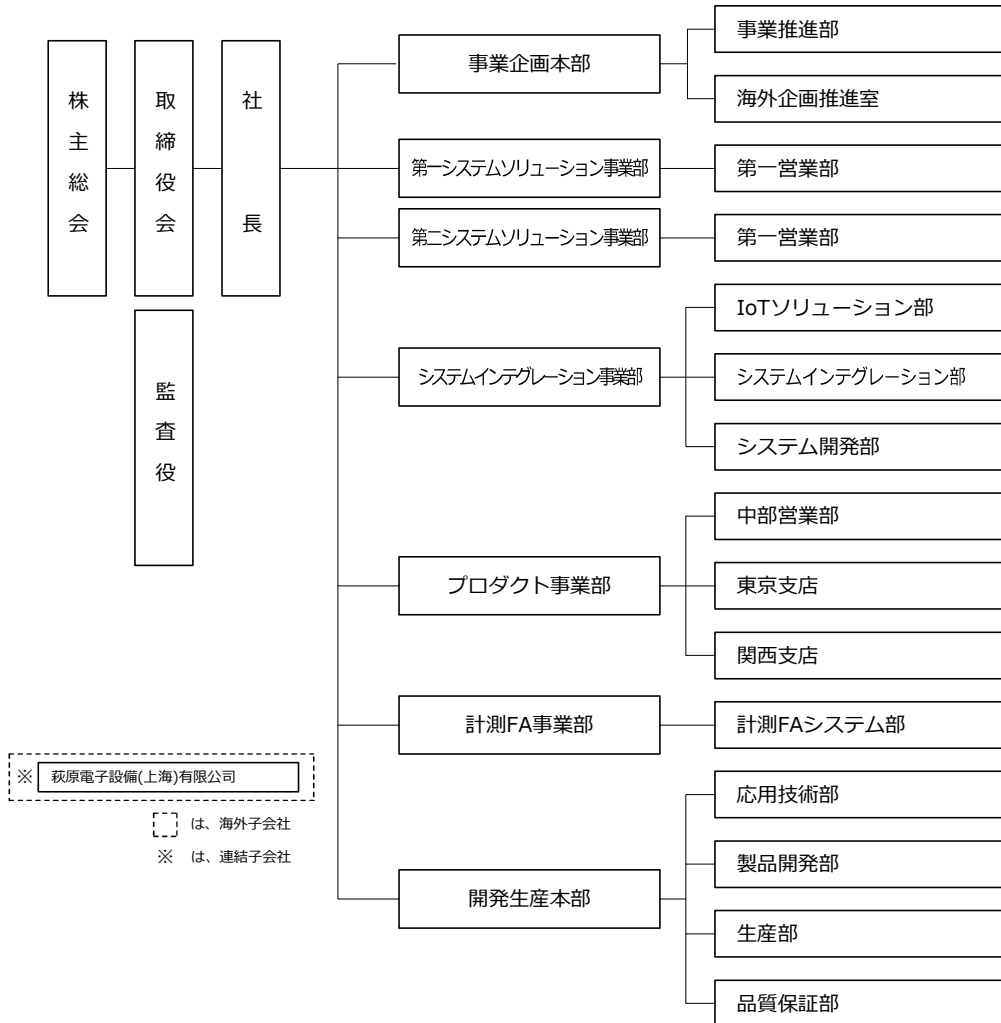 株主総会
取締役会
社長
監査役
事業企画本部
事業推進部
海外企画推進室
第一システムソリューション事業部
第一営業部
第二システムソリューション事業部
第一営業部
システムインテグレーション事業部
IoTソリューション部
システムインテグレーション部
システム開発部
プロダクト事業部
中部営業部
東京支店
関西支店
計測FA事業部
計測FAシステム部
開発生産本部
応用技術部
製品開発部
生産部
品質保証部
※ 萩原電子設備(上海)有限公司
は、海外子会社
※ は、連結子会社